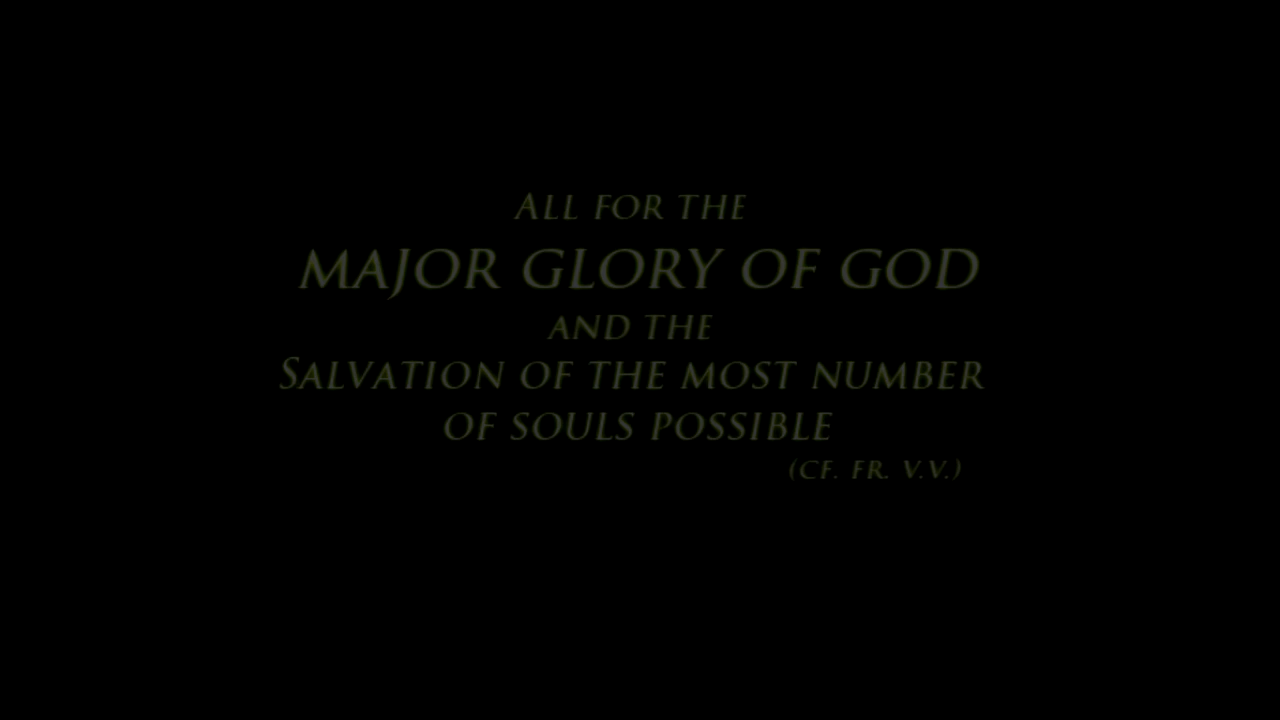 All for the
MAJOR GLORY OF GOD
AND THE
Salvation of the most number
of souls possible
(cf. Fr. V.V.)